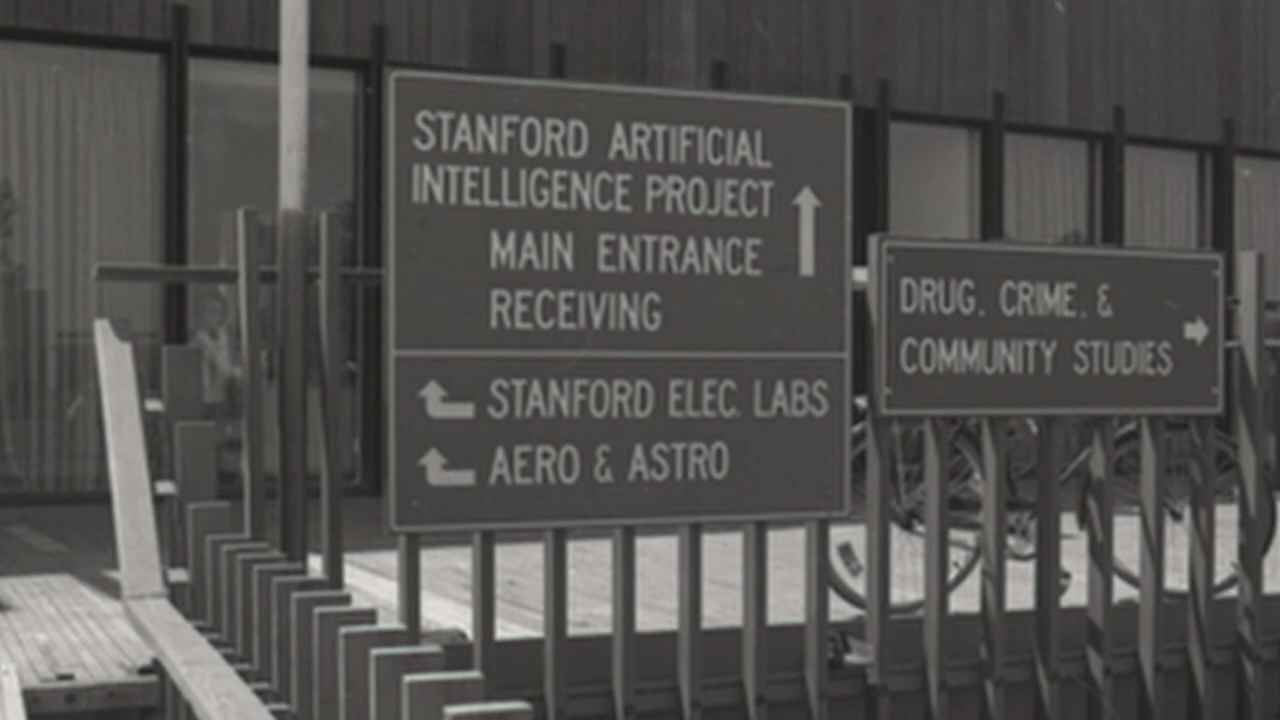 STANFORD ARTIFICIAL
INTELLIGENCE PROJECT
MAIN ENTRANCE
RECEIVING
STANFORD ELEC. LABS
AERO & ASTRO
DRUG, CRIME, &
COMMUNITY STUDIES